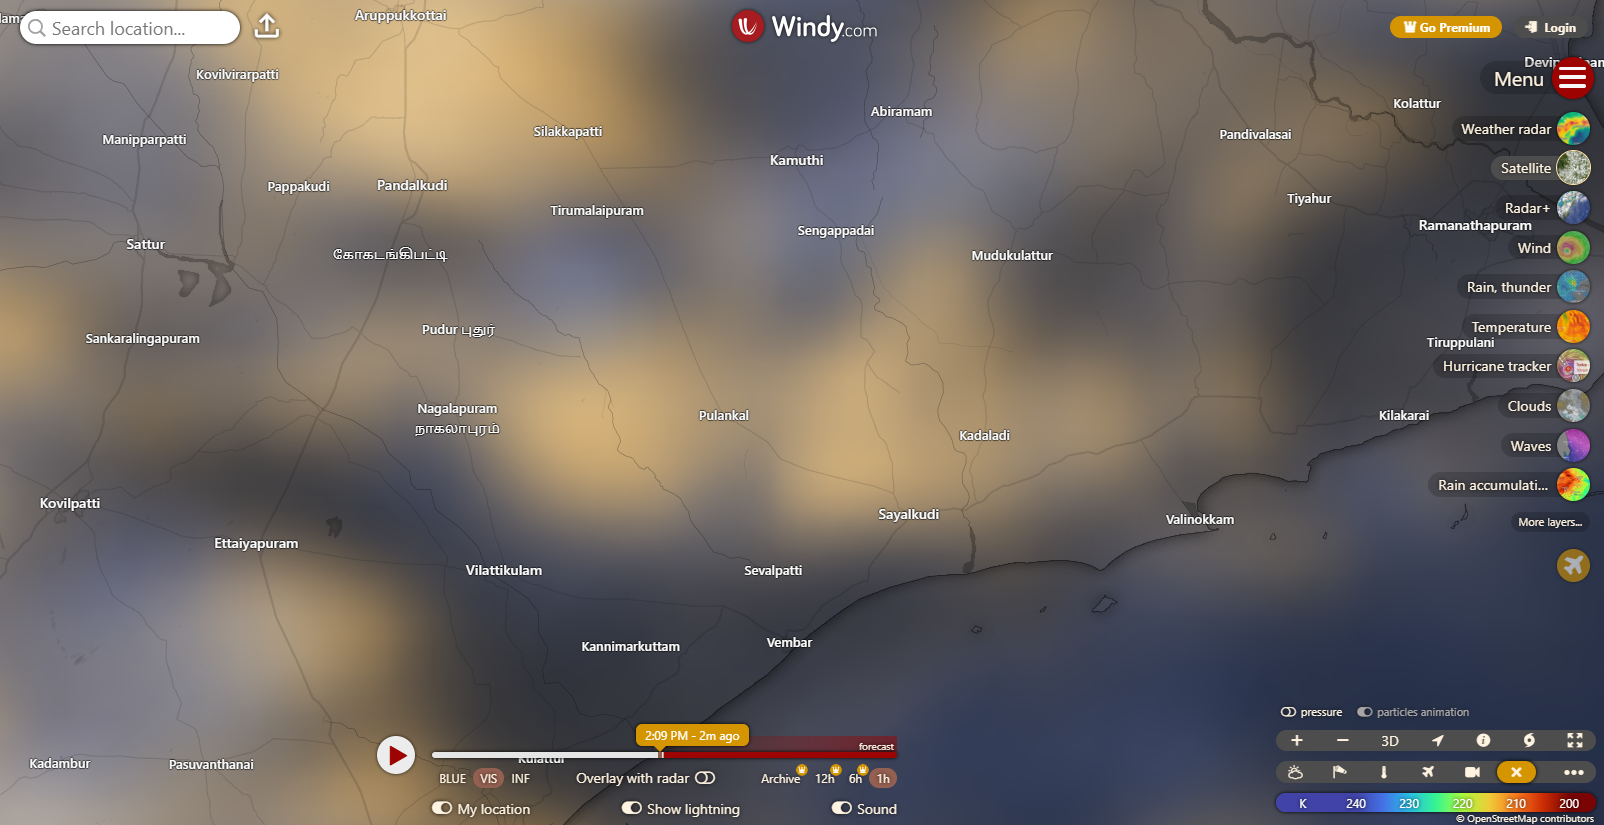 Search location...
Windy.com
Go Premium
Login
Menu
Weather radar
Satellite
Radar+
Wind
Rain, thunder
Temperature
Hurricane tracker
Clouds
Waves
Rain accumulati...
More layers...
Aruppukkottai
Kovilvirarpatti
Manipparpatti
Silakkapatti
Abiramam
Kolattur
Pandivalasai
Kamuthi
Pappakudi
Pandalkudi
Tirumalaipuram
Tiyahur
Sengappadai
Ramanathapuram
Sattur
கோகடங்கிபட்டி
Mudukulattur
Sankaralingapuram
Pudur புதுர்
Tiruppulani
Nagalapuram
நாகலாபுரம்
Pulankal
Kadaladi
Kilakarai
Kovilpatti
Sayalkudi
Valinokkam
Ettaiyapuram
Vilattikulam
Sevalpatti
Kannimarkuttam
Vembar
Kadambur
Pasuvanthanai
Kulattur
2:09 PM - 2m ago
forecast
BLUE VIS INF
Overlay with radar
Archive 12h 6h 1h
My location
Show lightning
Sound
pressure
particles animation
3D
K 240 230 220 210 200
© OpenStreetMap contributors